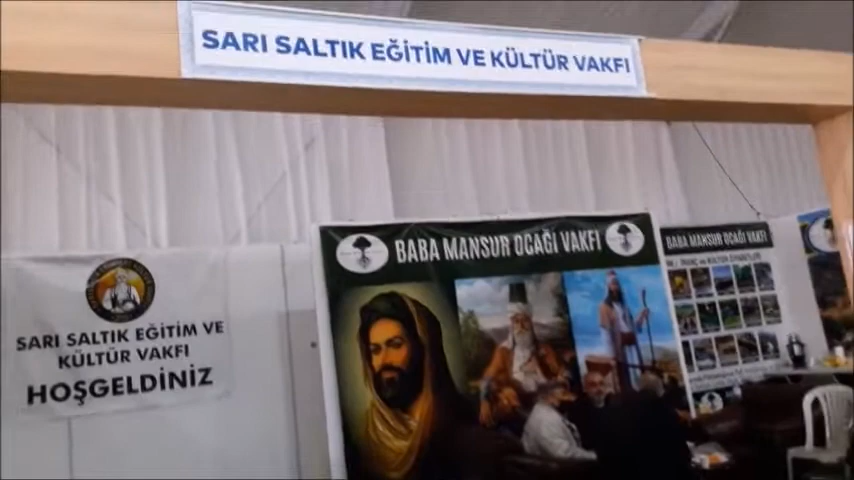 SARI SALTIK EĞİTİM VE KÜLTÜR VAKFI
BABA MANSUR OCAĞI VAKFI
BABA MANSUR OCAĞI VAKFI
SARI SALTIK EĞİTİM VE
KÜLTÜR VAKFI
HOŞGELDİNİZ